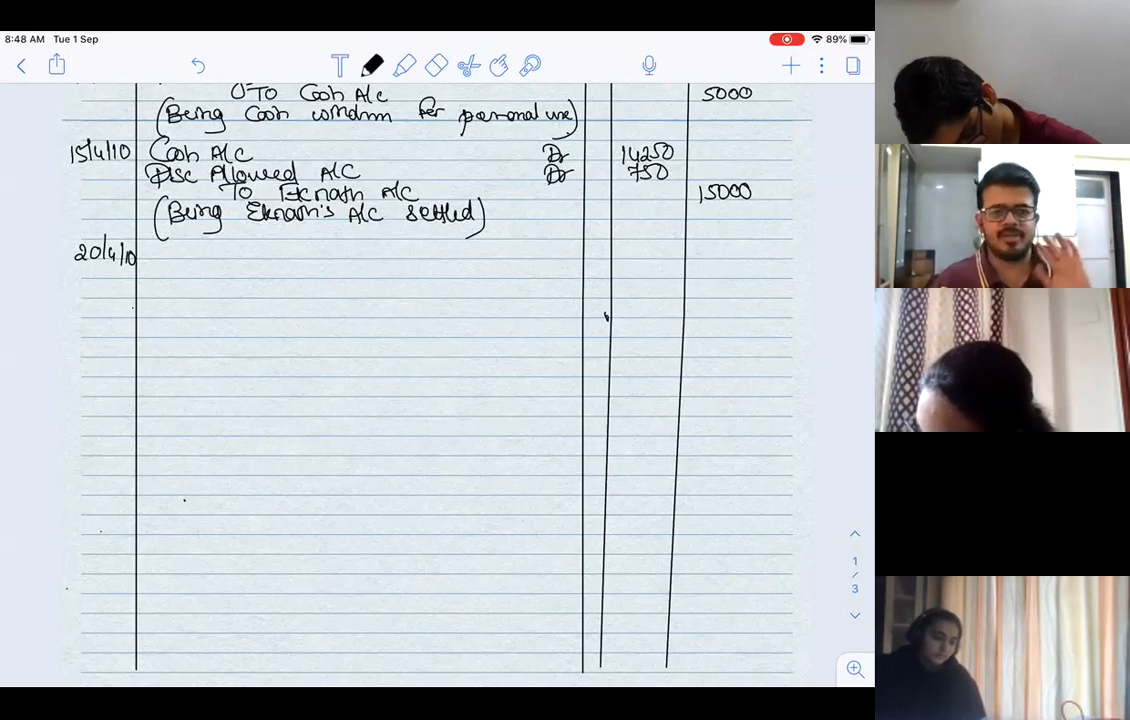 8:48 AM Tue 1 Sep
89%
To Cash A/c 5000
(Being Cash withdrn for personal use)
15/4/10 Cash A/C Dr 14250
Disc Allowed A/C Dr 750
To Eknath A/C 15000
(Being Eknath's A/C settled)
20/4/10
T
1
/
3